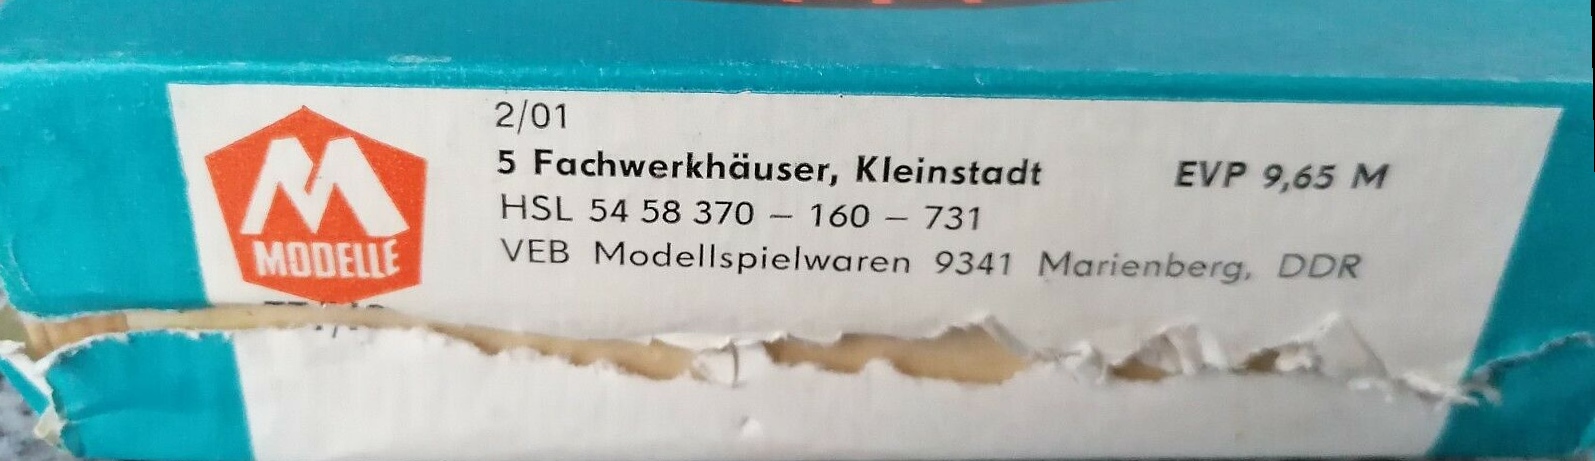 2/01
5 Fachwerkhäuser, Kleinstadt EVP 9,65 M
HSL 54 58 370 — 160 — 731
VEB Modellspielwaren 9341 Marienberg, DDR
M
MODELLE